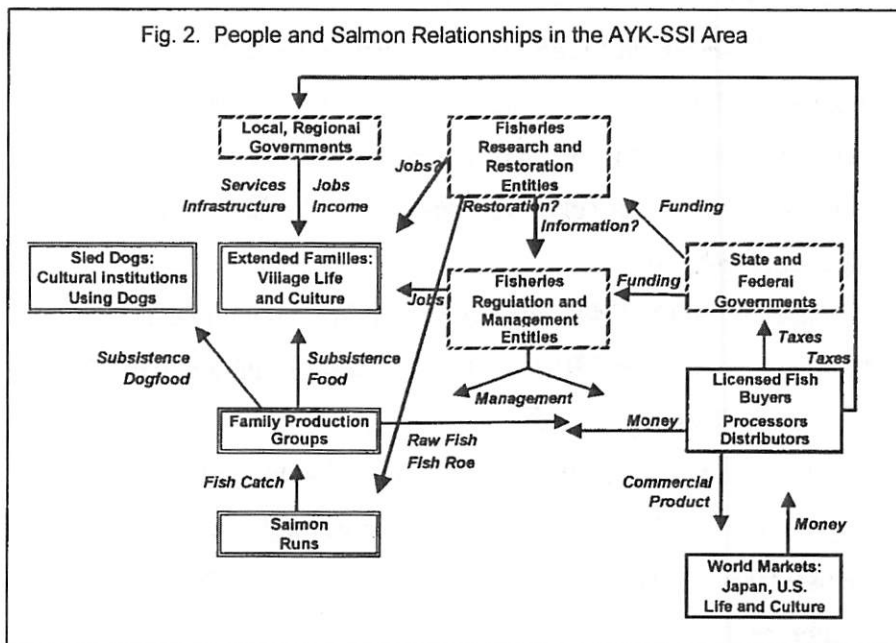 Fig. 2. People and Salmon Relationships in the AYK-SSI Area
Local, Regional
Governments
Fisheries
Research and
Restoration
Entities
Services
Infrastructure
Jobs
Income
Jobs?
Restoration?
Information?
Funding
Sled Dogs:
Cultural institutions
Using Dogs
Extended Families:
Village Life
and Culture
Jobs
Fisheries
Regulation and
Management
Entities
Funding
State and
Federal
Governments
Subsistence
Dogfood
Subsistence
Food
Management
Taxes
Taxes
Family Production
Groups
Raw Fish
Fish Roe
Money
Licensed Fish
Buyers
Processors
Distributors
Fish Catch
Salmon
Runs
Commercial
Product
Money
World Markets:
Japan, U.S.
Life and Culture